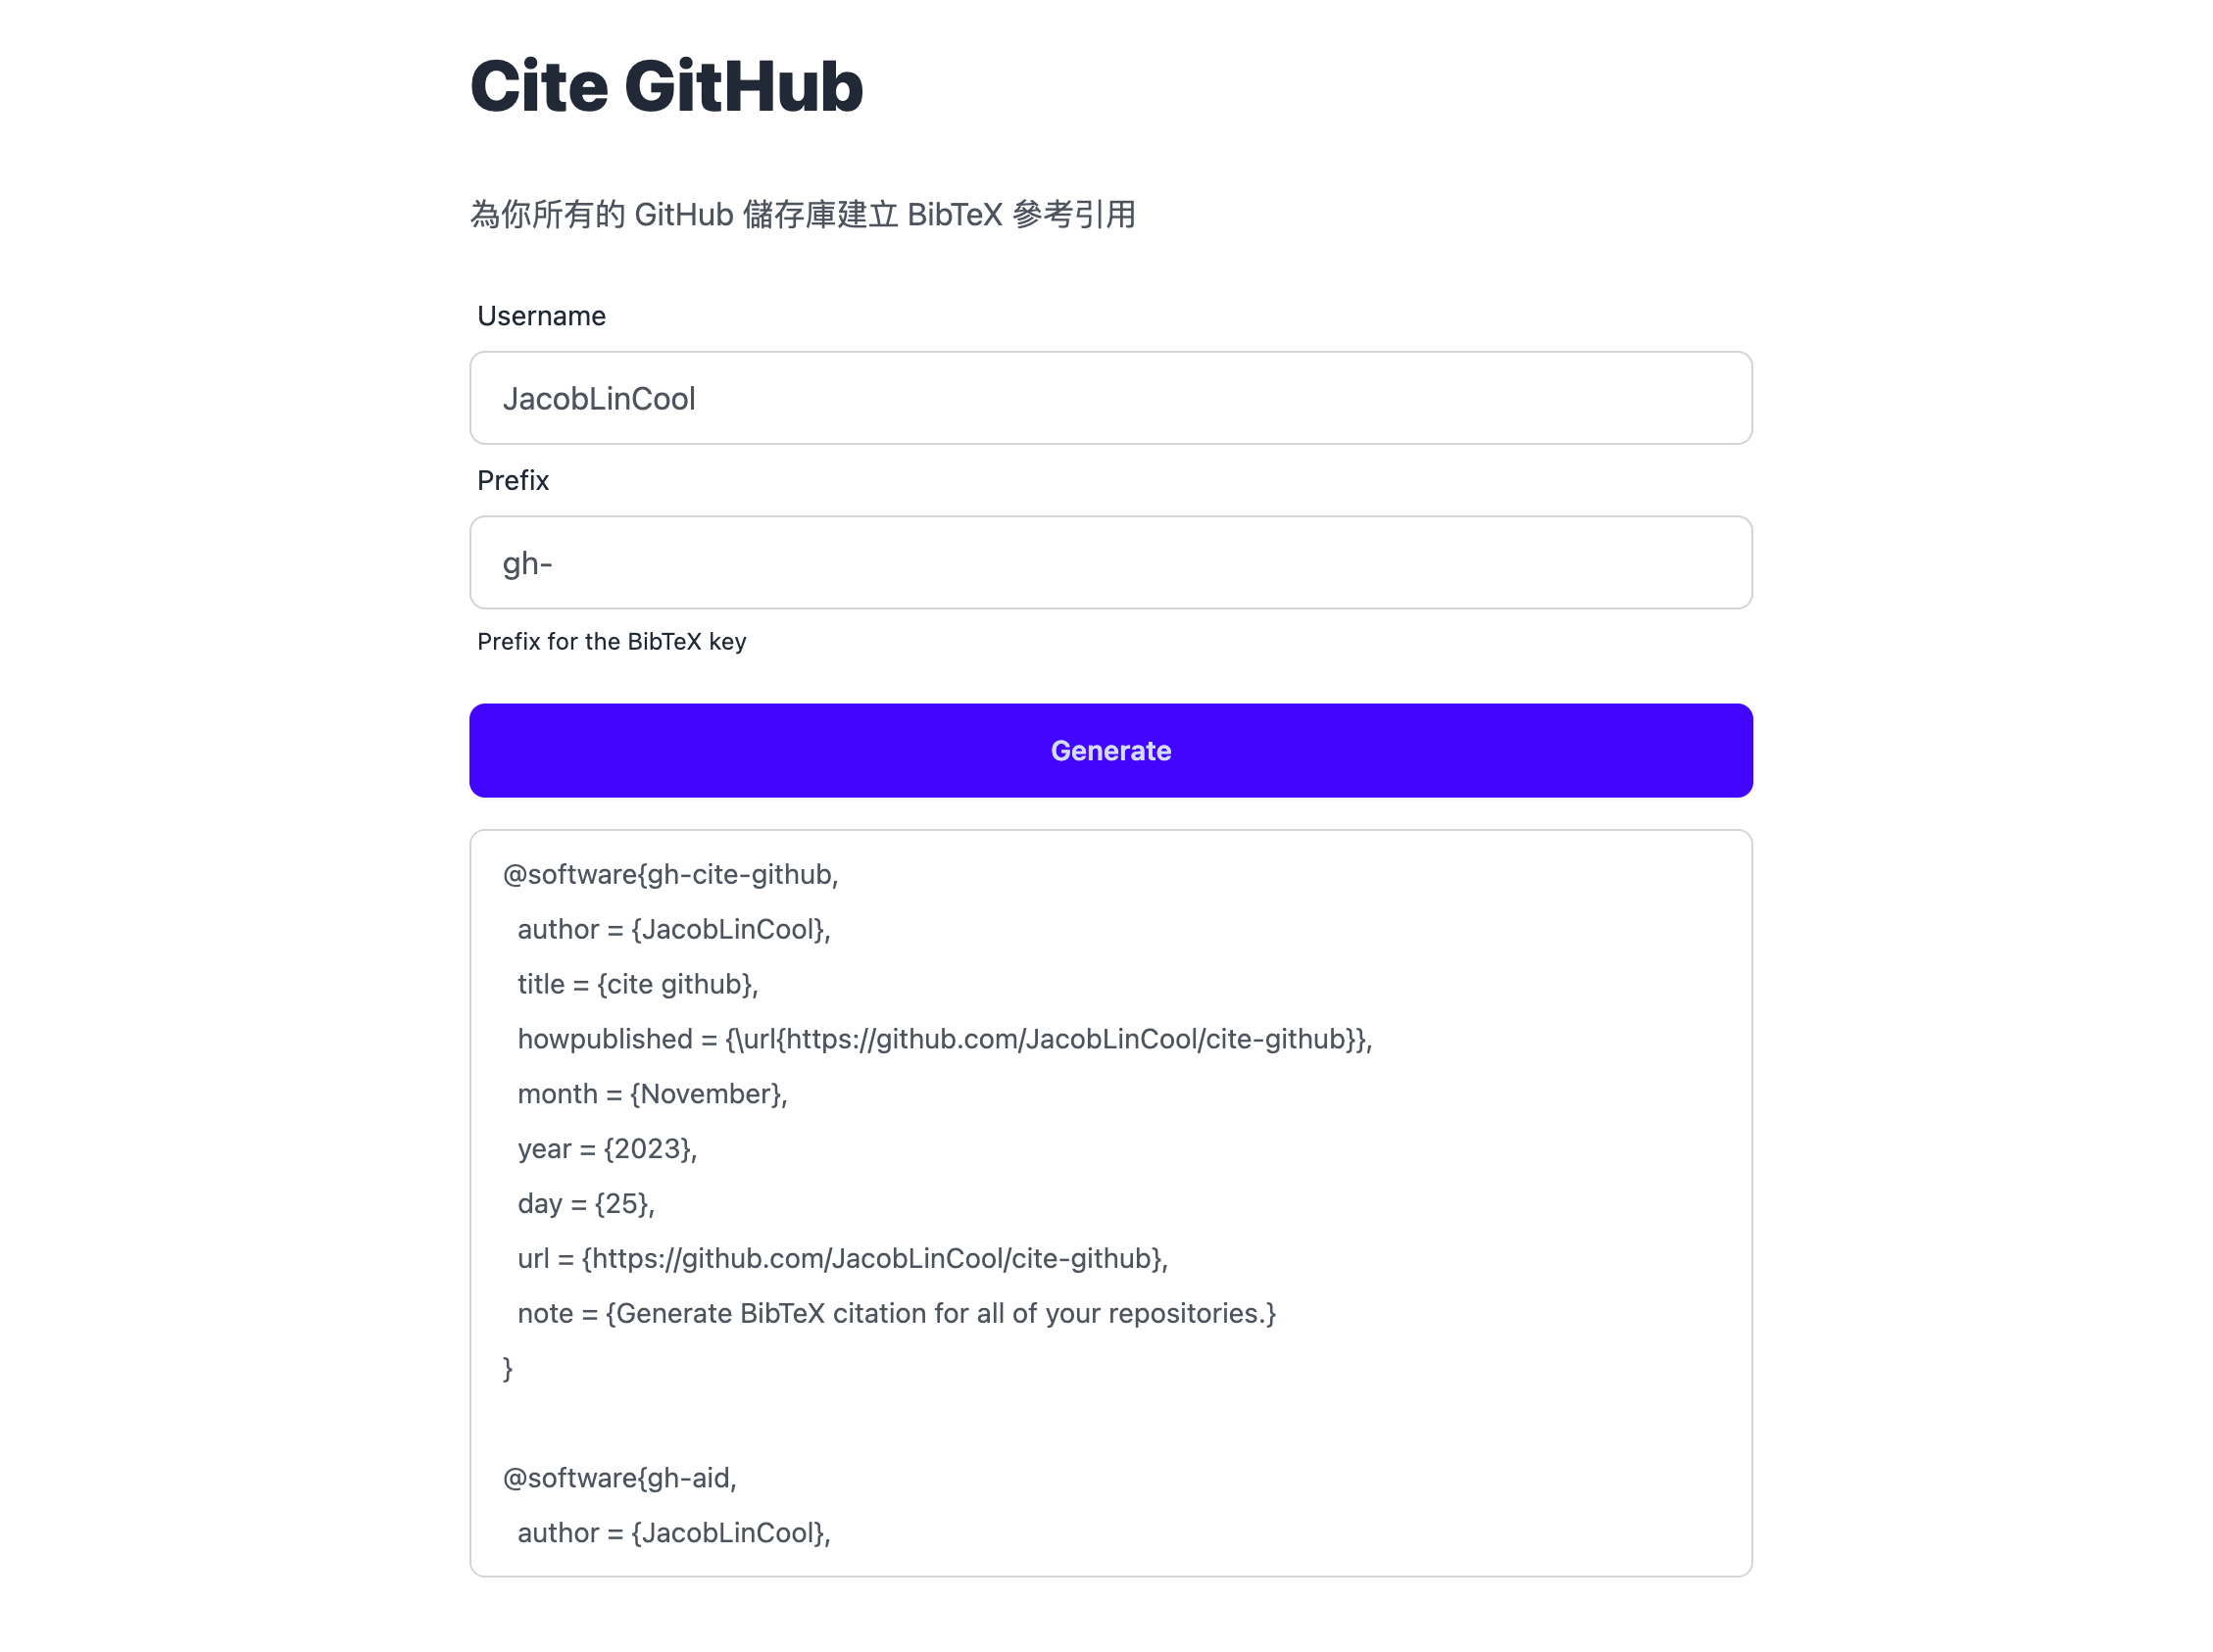 Cite GitHub
為你所有的 GitHub 儲存庫建立 BibTeX 參考引用
Username
JacobLinCool
Prefix
gh-
Prefix for the BibTeX key
Generate
@software{gh-cite-github,
  author = {JacobLinCool},
  title = {cite github},
  howpublished = {\url{https://github.com/JacobLinCool/cite-github}},
  month = {November},
  year = {2023},
  day = {25},
  url = {https://github.com/JacobLinCool/cite-github},
  note = {Generate BibTeX citation for all of your repositories.}
}
@software{gh-aid,
  author = {JacobLinCool},